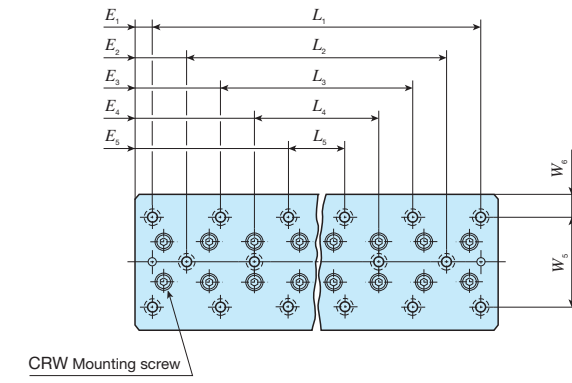 E₁ L₁
E₂ L₂
E₃ L₃
E₄ L₄
E₅ L₅
W₆
W₅
CRW Mounting screw